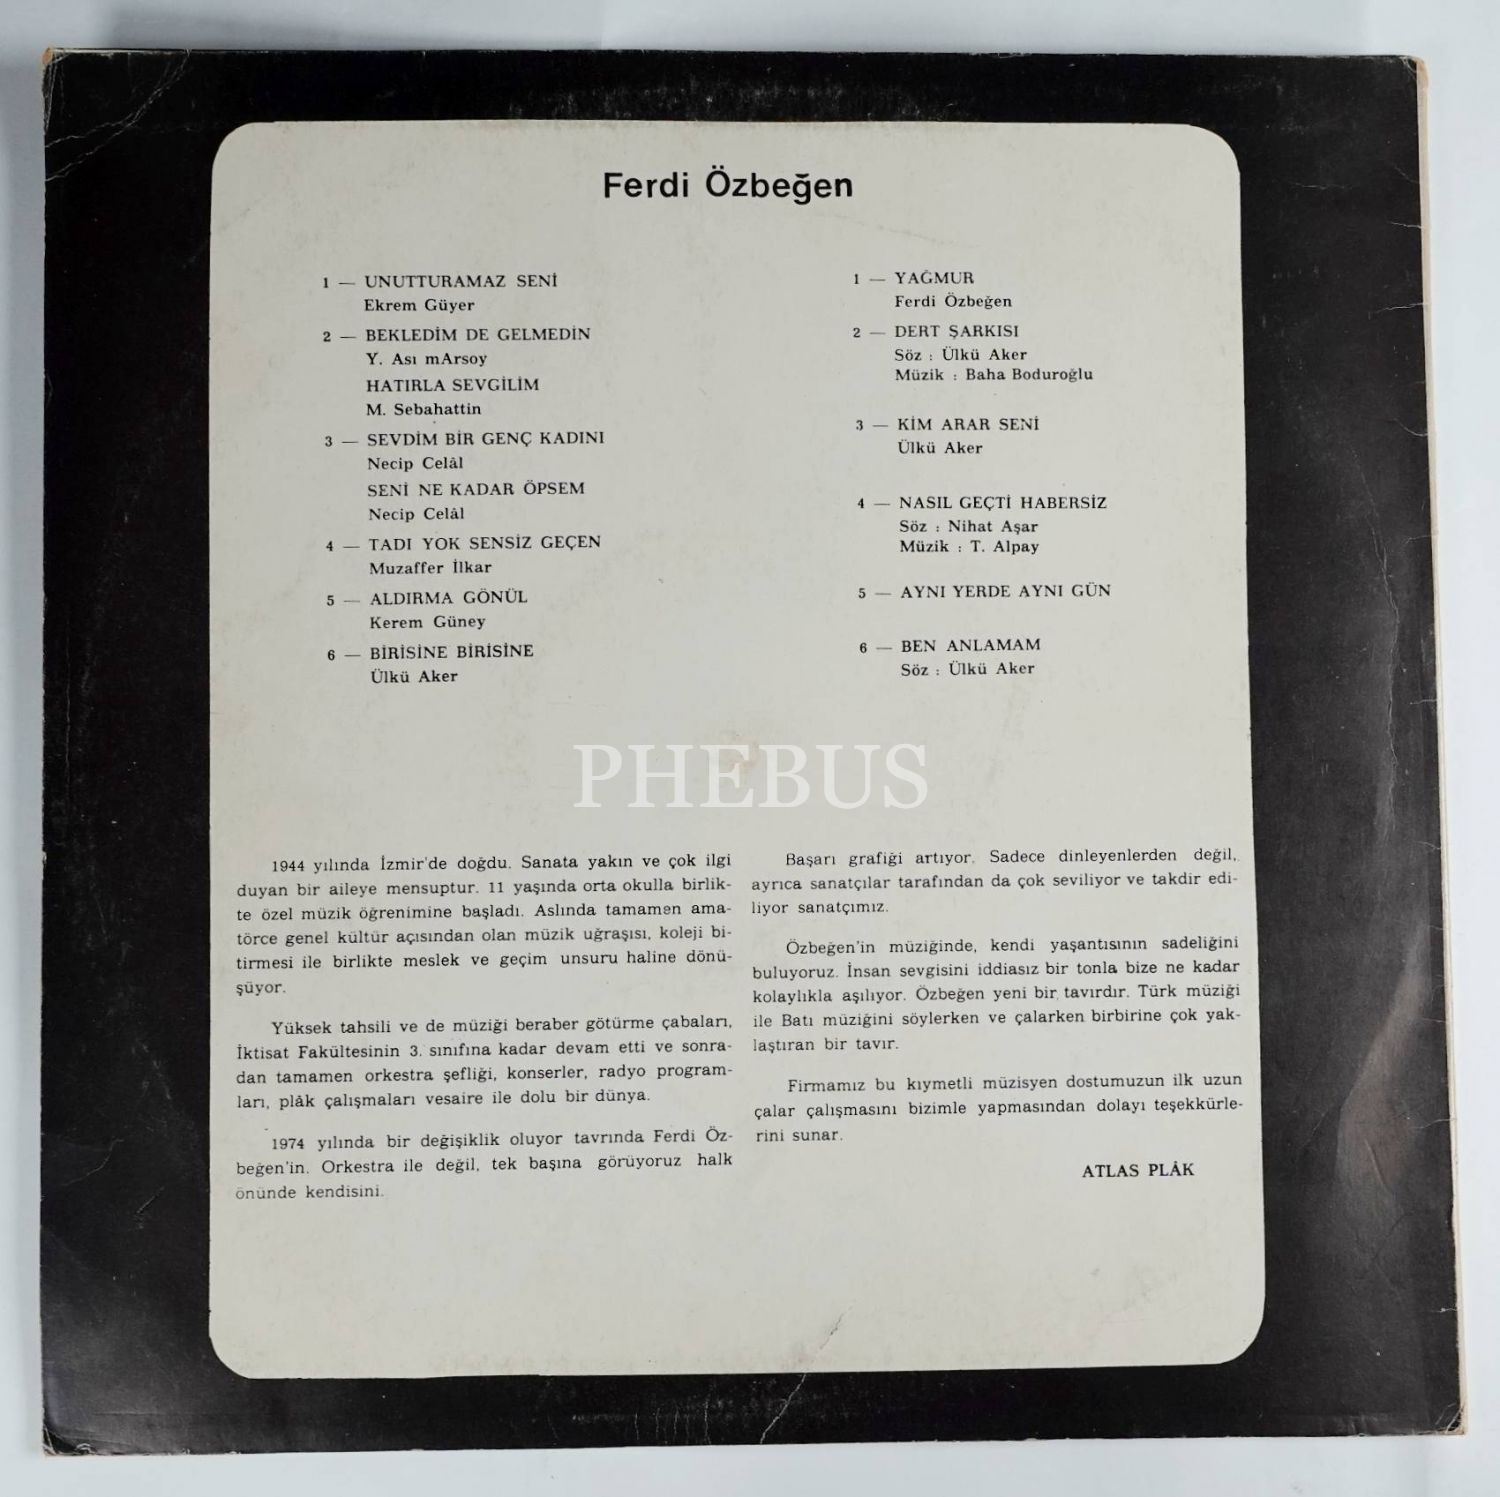 Ferdi Özbeğen
1 — UNUTTURAMAZ SENİ
Ekrem Güyer
2 — BEKLEDİM DE GELMEDİN
Y. Ası mArsoy
HATIRLA SEVGİLİM
M. Sebahattin
3 — SEVDİM BİR GENÇ KADINI
Necip Celâl
SENİ NE KADAR ÖPSEM
Necip Celâl
4 — TADI YOK SENSİZ GEÇEN
Muzaffer İlkar
5 — ALDIRMA GÖNÜL
Kerem Güney
6 — BİRİSİNE BİRİSİNE
Ülkü Aker
1 — YAĞMUR
Ferdi Özbeğen
2 — DERT ŞARKISI
Söz : Ülkü Aker
Müzik : Baha Boduroğlu
3 — KİM ARAR SENİ
Ülkü Aker
4 — NASIL GEÇTİ HABERSİZ
Söz : Nihat Aşar
Müzik : T. Alpay
5 — AYNI YERDE AYNI GÜN
6 — BEN ANLAMAM
Söz : Ülkü Aker
PHEBUS
1944 yılında İzmir'de doğdu. Sanata yakın ve çok ilgi
duyan bir aileye mensuptur. 11 yaşında orta okulla birlik-
te özel müzik öğrenimine başladı. Aslında tamamen ama-
törce genel kültür açısından olan müzik uğraşısı, koleji bi-
tirmesi ile birlikte meslek ve geçim unsuru haline dönü-
şüyor.
Yüksek tahsili ve de müziği beraber götürme çabaları,
İktisat Fakültesinin 3. sınıfına kadar devam etti ve sonra-
dan tamamen orkestra şefliği, konserler, radyo program-
ları, plâk çalışmaları vesaire ile dolu bir dünya.
1974 yılında bir değişiklik oluyor tavrında Ferdi Öz-
beğen'in. Orkestra ile değil, tek başına görüyoruz halk
önünde kendisini.
Başarı grafiği artıyor. Sadece dinleyenlerden değil,
ayrıca sanatçılar tarafından da çok seviliyor ve takdir edi-
liyor sanatçımız.
Özbeğen'in müziğinde, kendi yaşantısının sadeliğini
buluyoruz. İnsan sevgisini iddiasız bir tonla bize ne kadar
kolaylıkla aşılıyor. Özbeğen yeni bir tavırdır. Türk müziği
ile Batı müziğini söylerken ve çalarken birbirine çok yak-
laştıran bir tavır.
Firmamız bu kıymetli müzisyen dostumuzun ilk uzun
çalar çalışmasını bizimle yapmasından dolayı teşekkürle-
rini sunar.
ATLAS PLÂK